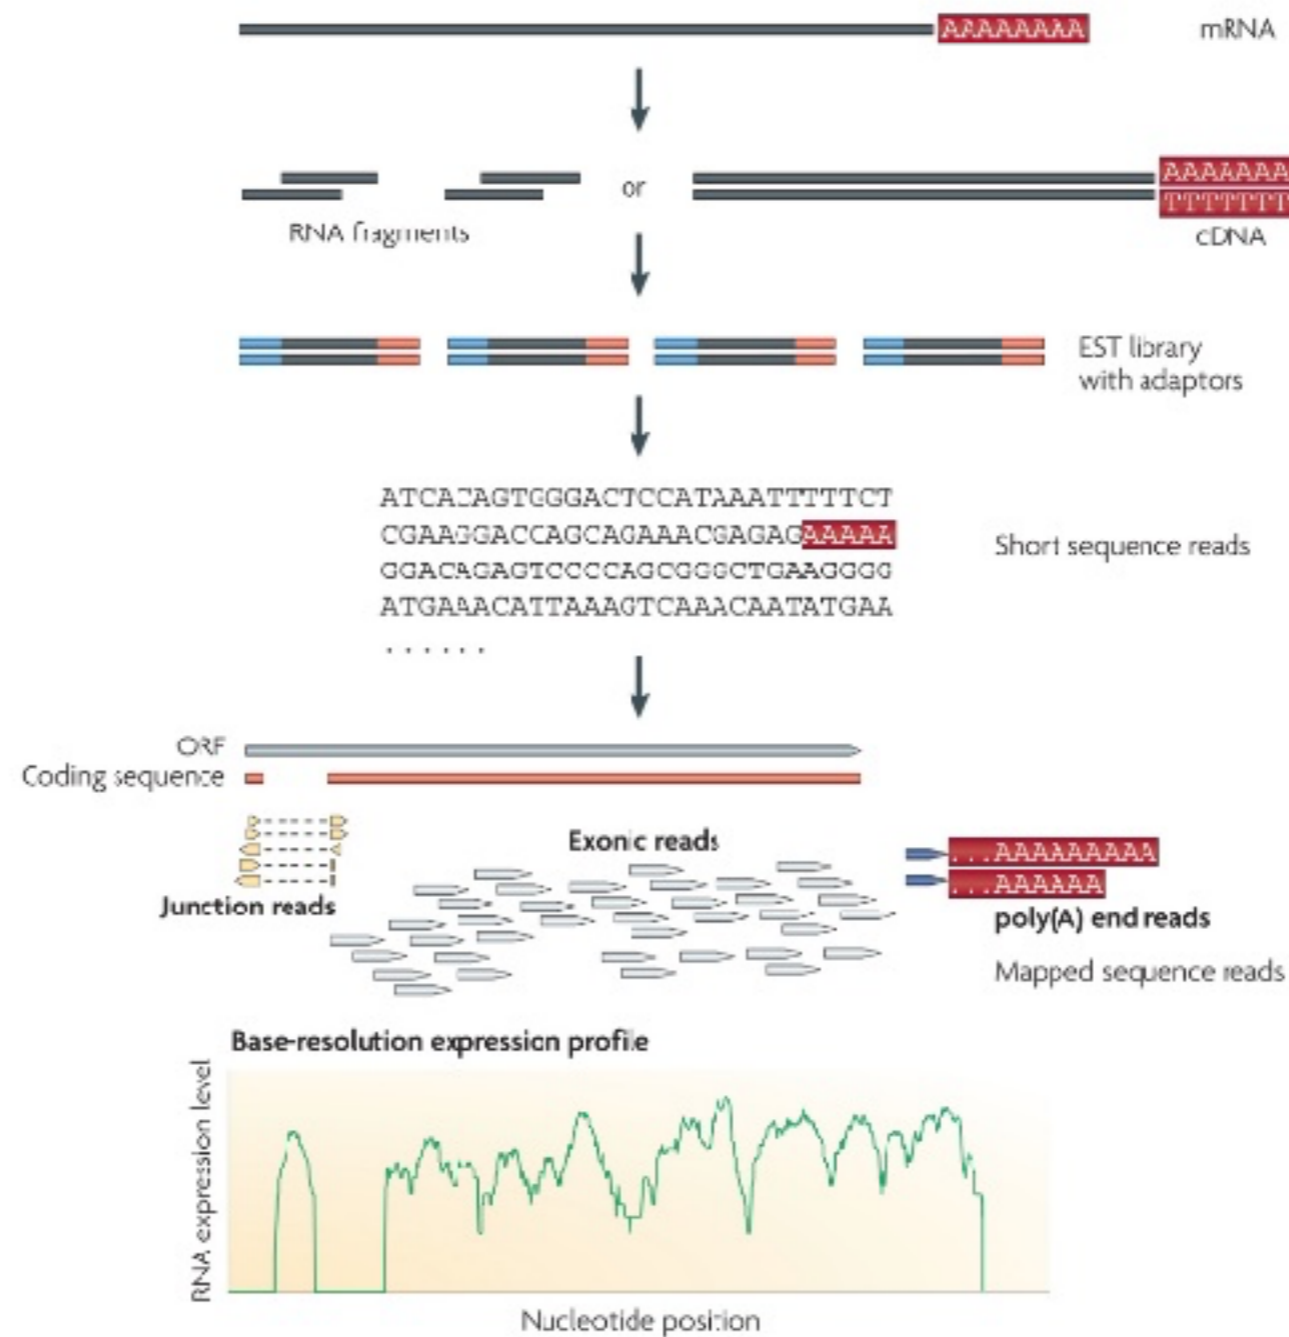 AAAAAAAA mRNA
AAAAAAA
or
TTTTTTT
RNA fragments
cDNA
EST library
with adaptors
ATCACAGTGGGACTCCATAAATTTTTCT
CGAAGGACCAGCAGAAACGAGAGAAAAA
Short sequence reads
GGACAGAGTCCCCAGCGGGCTGAAGGGG
ATGAAACATTAAAGTCAAACAATATGAA
. . . . . .
ORF
Coding sequence
Exonic reads
...AAAAAAAAA
...AAAAAA
Junction reads
poly(A) end reads
Mapped sequence reads
Base-resolution expression profile
RNA expression level
Nucleotide position